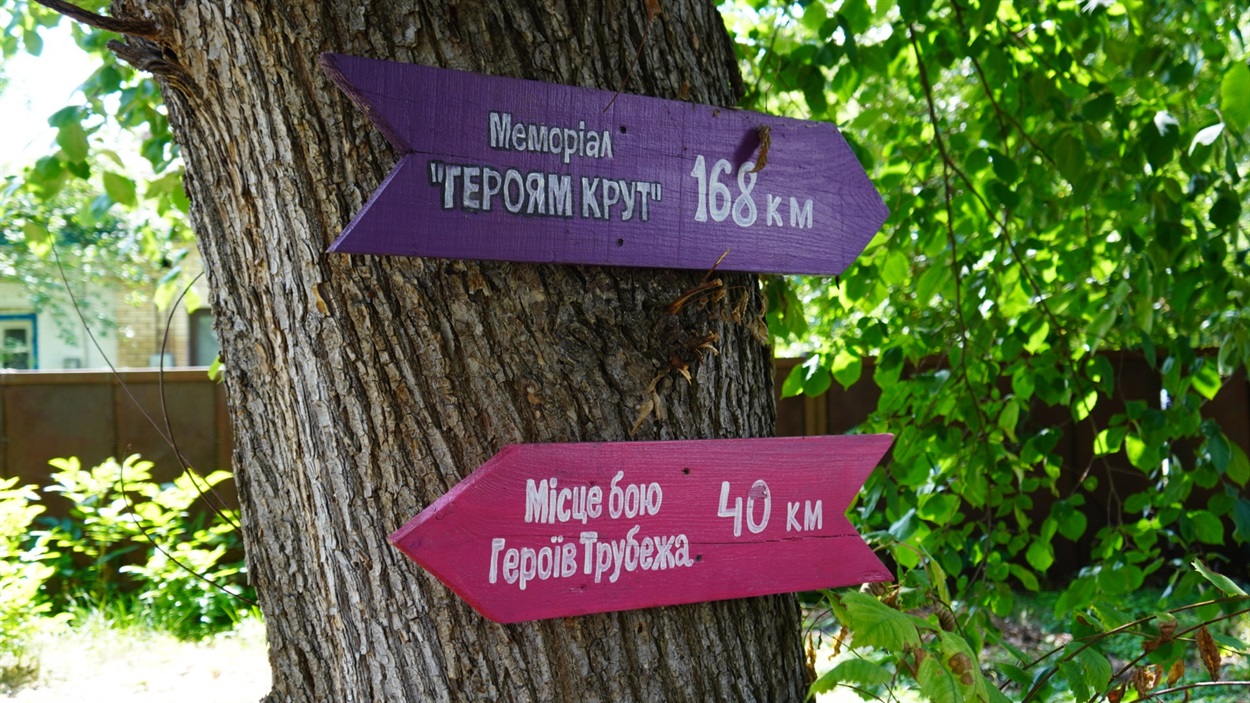 Меморіал
"ГЕРОЯМ КРУТ" 168 км
Місце бою
Героїв Трубежа 40 км